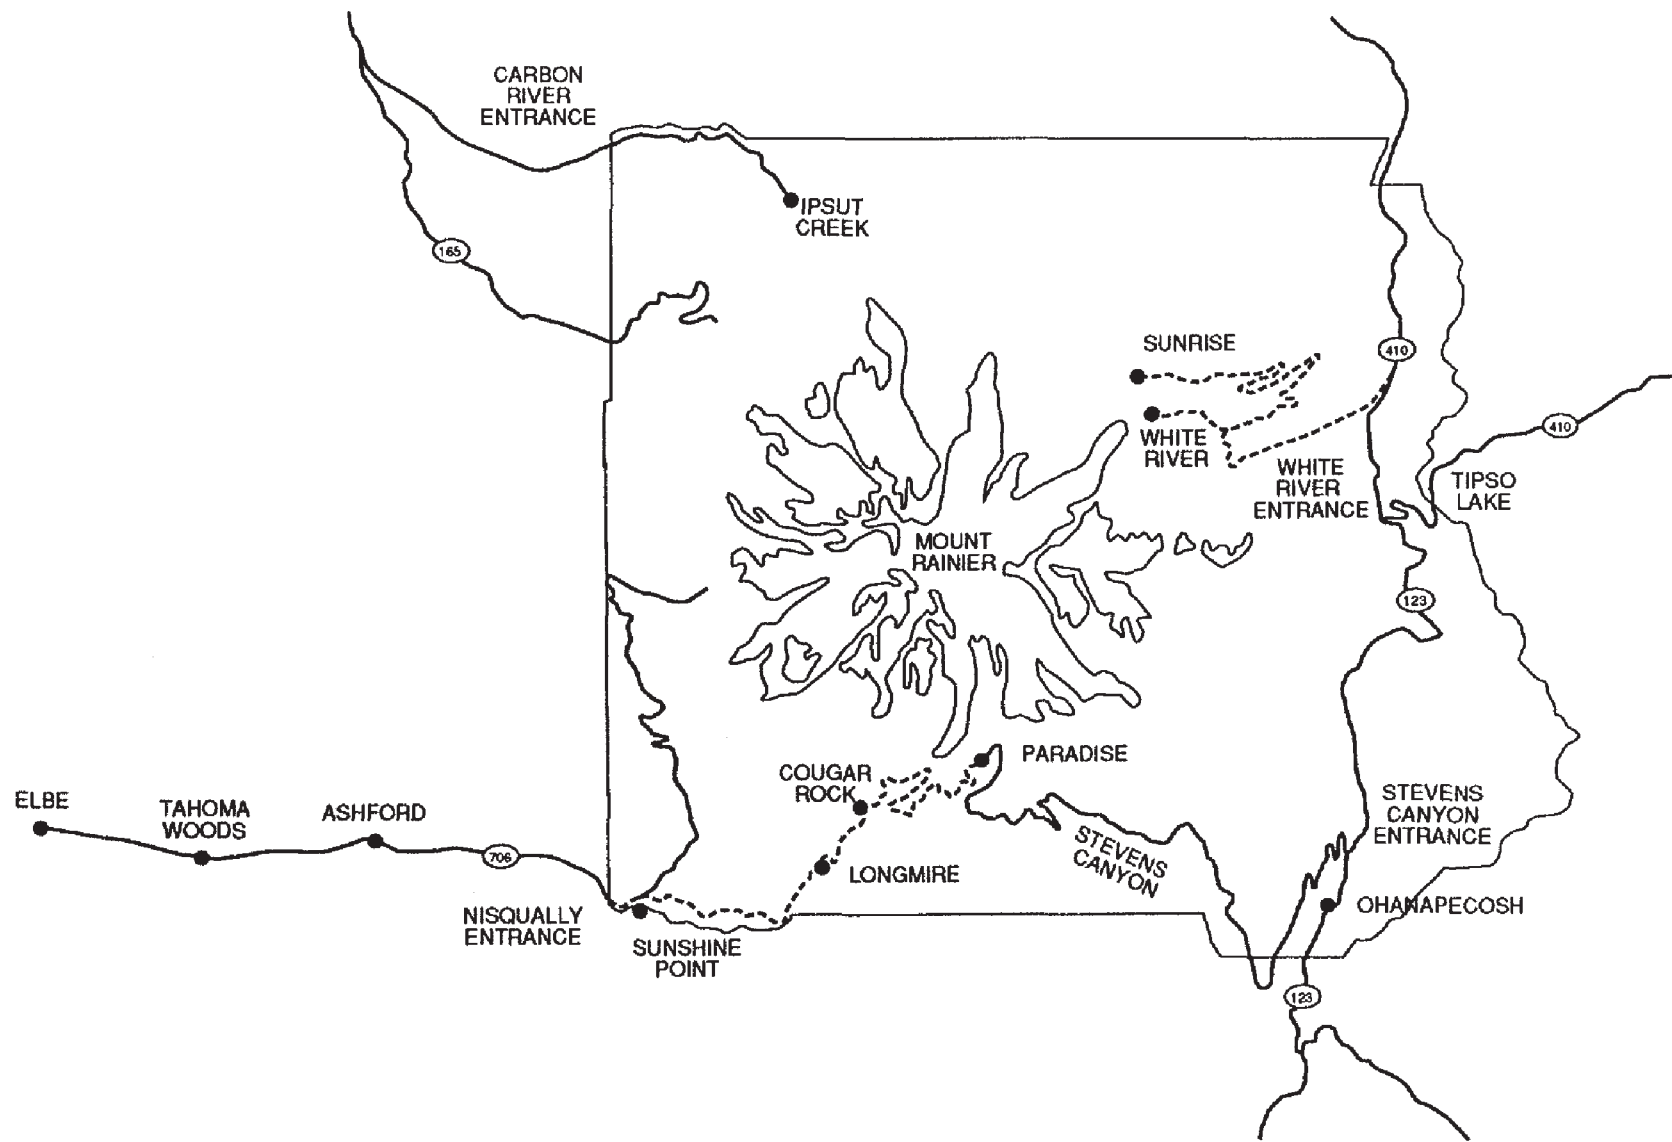 CARBON
RIVER
ENTRANCE
IPSUT
CREEK
165
SUNRISE
410
410
WHITE
RIVER
WHITE
RIVER
ENTRANCE
TIPSO
LAKE
MOUNT
RAINIER
123
PARADISE
COUGAR
ROCK
ELBE
TAHOMA
WOODS
ASHFORD
706
STEVENS
CANYON
ENTRANCE
STEVENS
CANYON
LONGMIRE
OHANAPECOSH
NISQUALLY
ENTRANCE
SUNSHINE
POINT
123